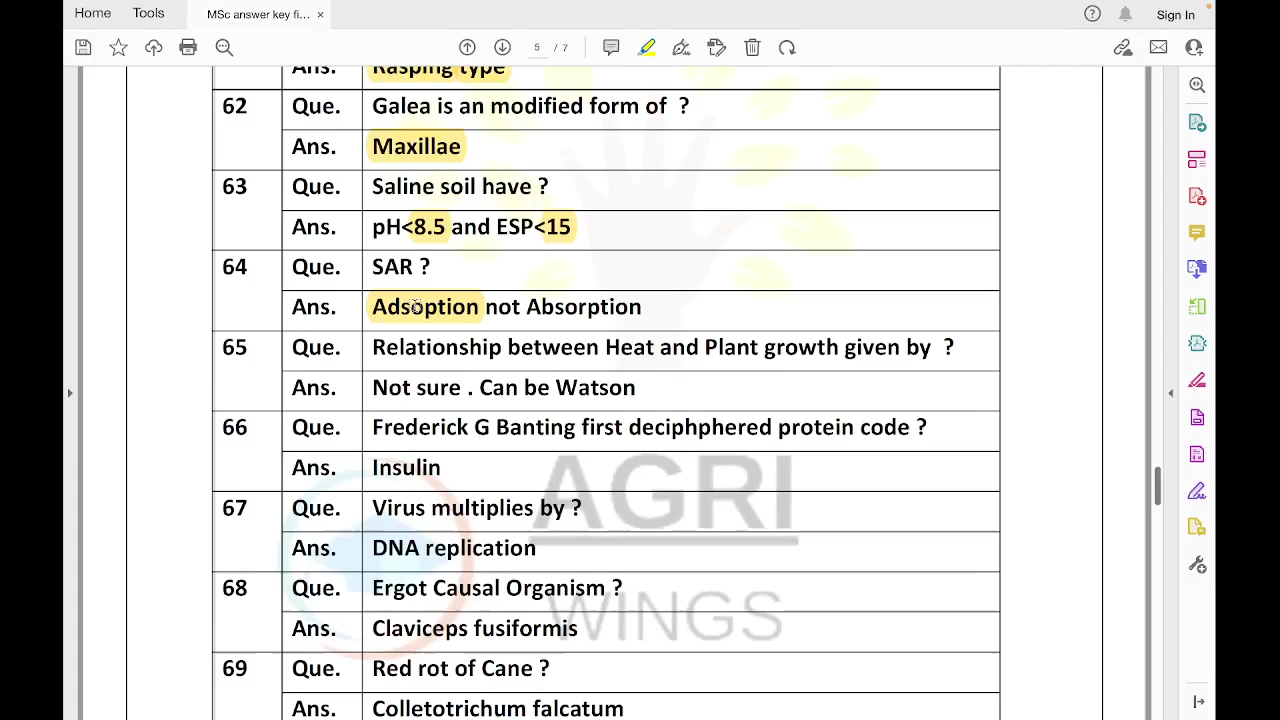 Home Tools MSc answer key fi... × Sign In
5 / 7
Ans. Rasping type
62 Que. Galea is an modified form of ?
Ans. Maxillae
63 Que. Saline soil have ?
Ans. pH<8.5 and ESP<15
64 Que. SAR ?
Ans. Adsoption not Absorption
65 Que. Relationship between Heat and Plant growth given by ?
Ans. Not sure . Can be Watson
66 Que. Frederick G Banting first deciphphered protein code ?
Ans. Insulin
AGRI
67 Que. Virus multiplies by ?
Ans. DNA replication
68 Que. Ergot Causal Organism ?
WINGS
Ans. Claviceps fusiformis
69 Que. Red rot of Cane ?
Ans. Colletotrichum falcatum